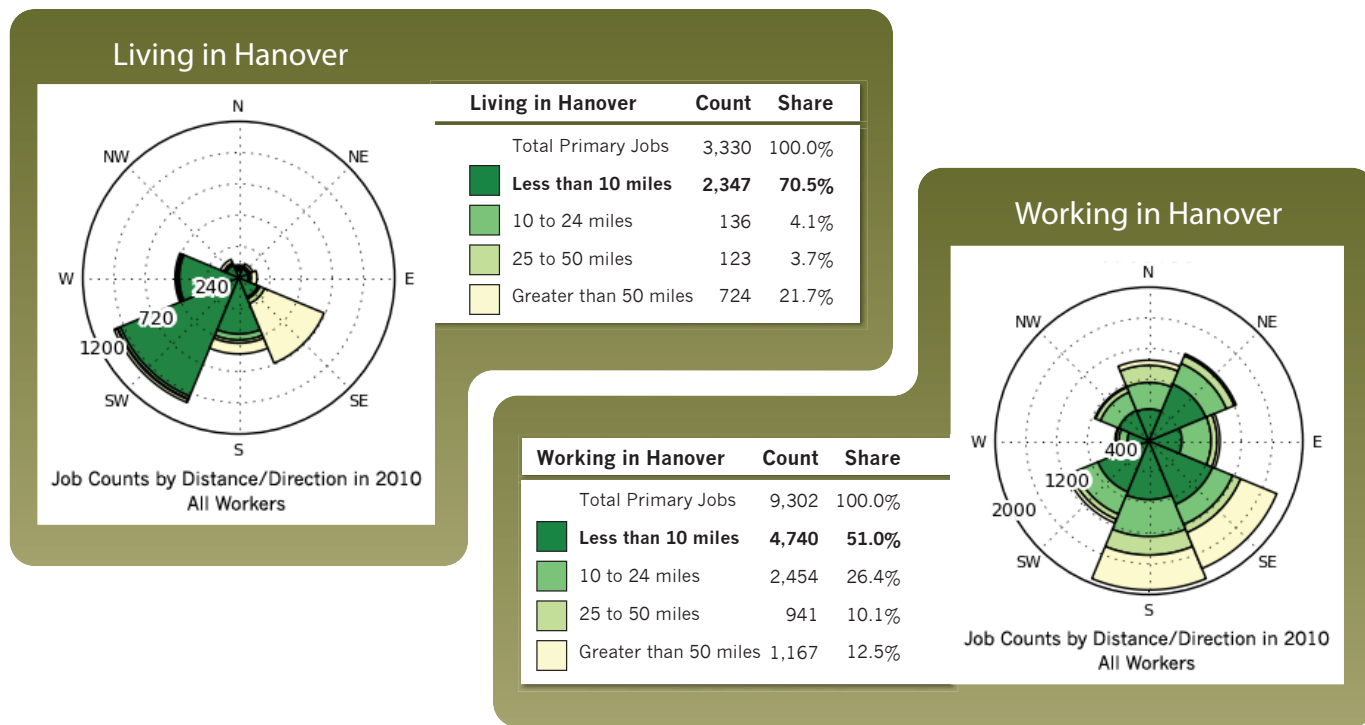 Living in Hanover
N
NE
E
SE
S
SW
W
NW
240
720
1200
Job Counts by Distance/Direction in 2010
All Workers
Living in Hanover Count Share
Total Primary Jobs 3,330 100.0%
Less than 10 miles 2,347 70.5%
10 to 24 miles 136 4.1%
25 to 50 miles 123 3.7%
Greater than 50 miles 724 21.7%
Working in Hanover
N
NE
E
SE
S
SW
W
NW
400
1200
2000
Job Counts by Distance/Direction in 2010
All Workers
Working in Hanover Count Share
Total Primary Jobs 9,302 100.0%
Less than 10 miles 4,740 51.0%
10 to 24 miles 2,454 26.4%
25 to 50 miles 941 10.1%
Greater than 50 miles 1,167 12.5%